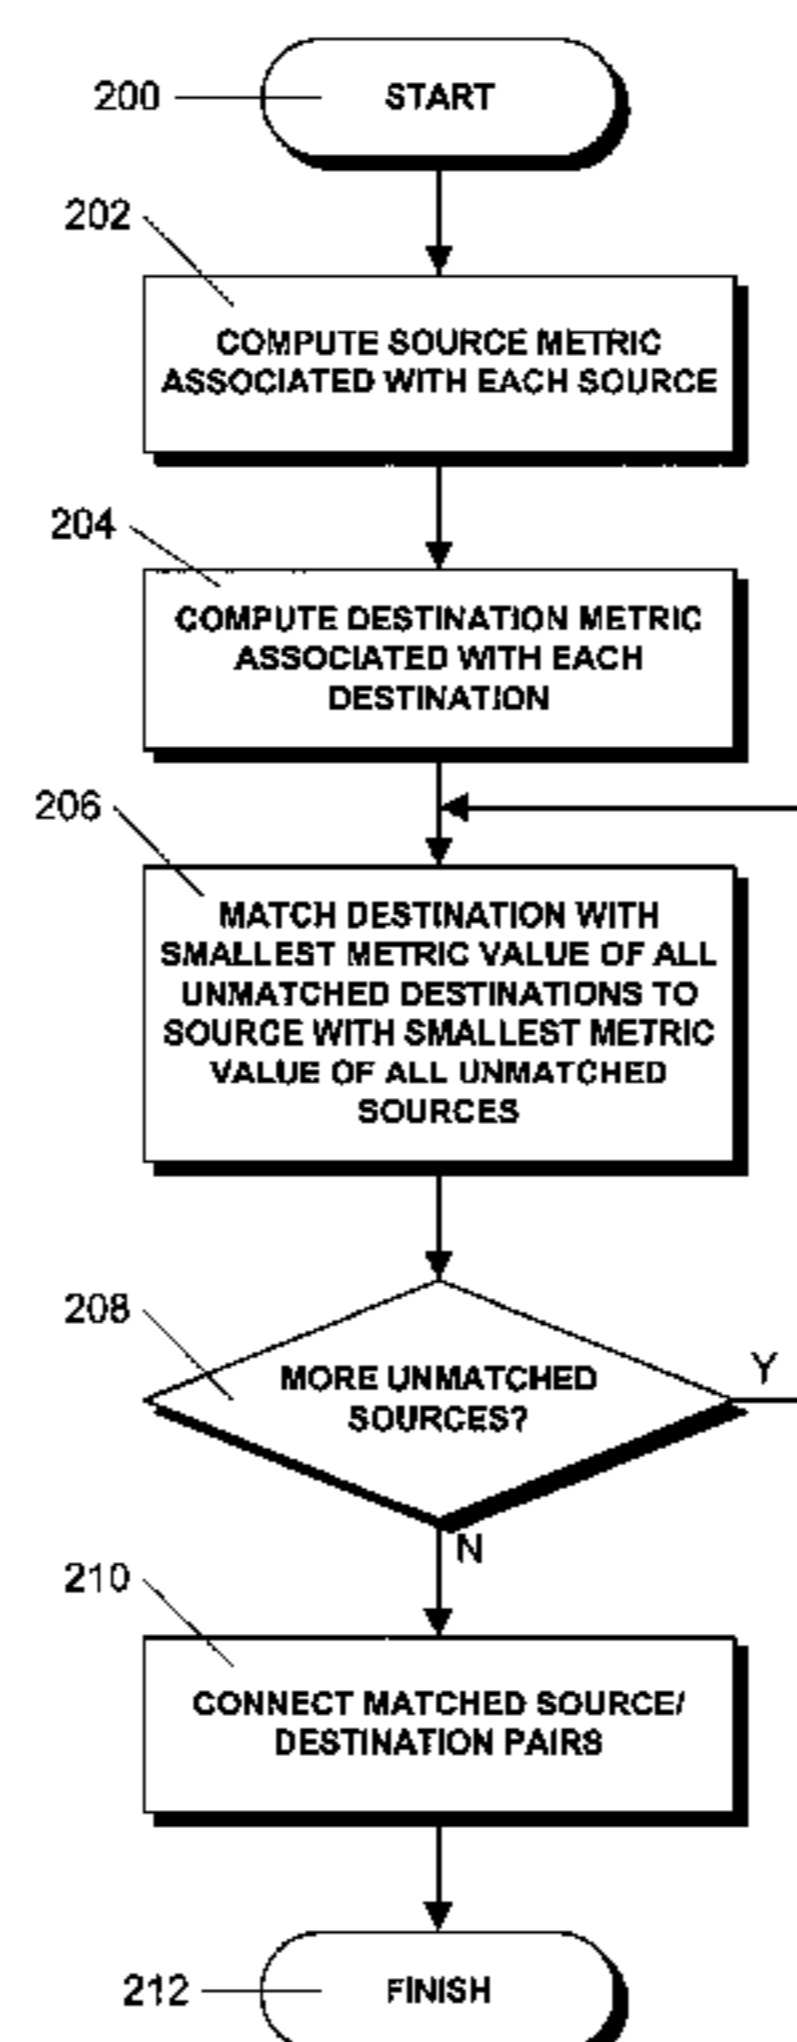 200
START
202
COMPUTE SOURCE METRIC
ASSOCIATED WITH EACH SOURCE
204
COMPUTE DESTINATION METRIC
ASSOCIATED WITH EACH
DESTINATION
206
MATCH DESTINATION WITH
SMALLEST METRIC VALUE OF ALL
UNMATCHED DESTINATIONS TO
SOURCE WITH SMALLEST METRIC
VALUE OF ALL UNMATCHED
SOURCES
208
MORE UNMATCHED
SOURCES?
Y
N
210
CONNECT MATCHED SOURCE/
DESTINATION PAIRS
212
FINISH